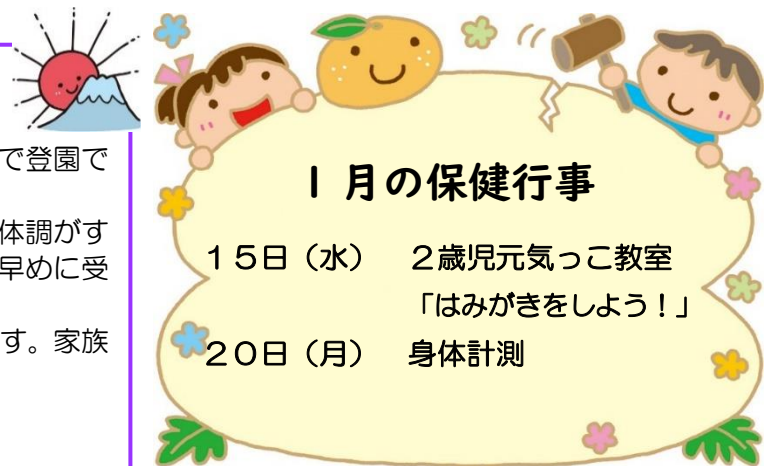 で登園で
体調がす
早めに受
す。家族
1月の保健行事
15日（水）　2歳児元気っこ教室
「はみがきをしよう！」
20日（月）　身体計測